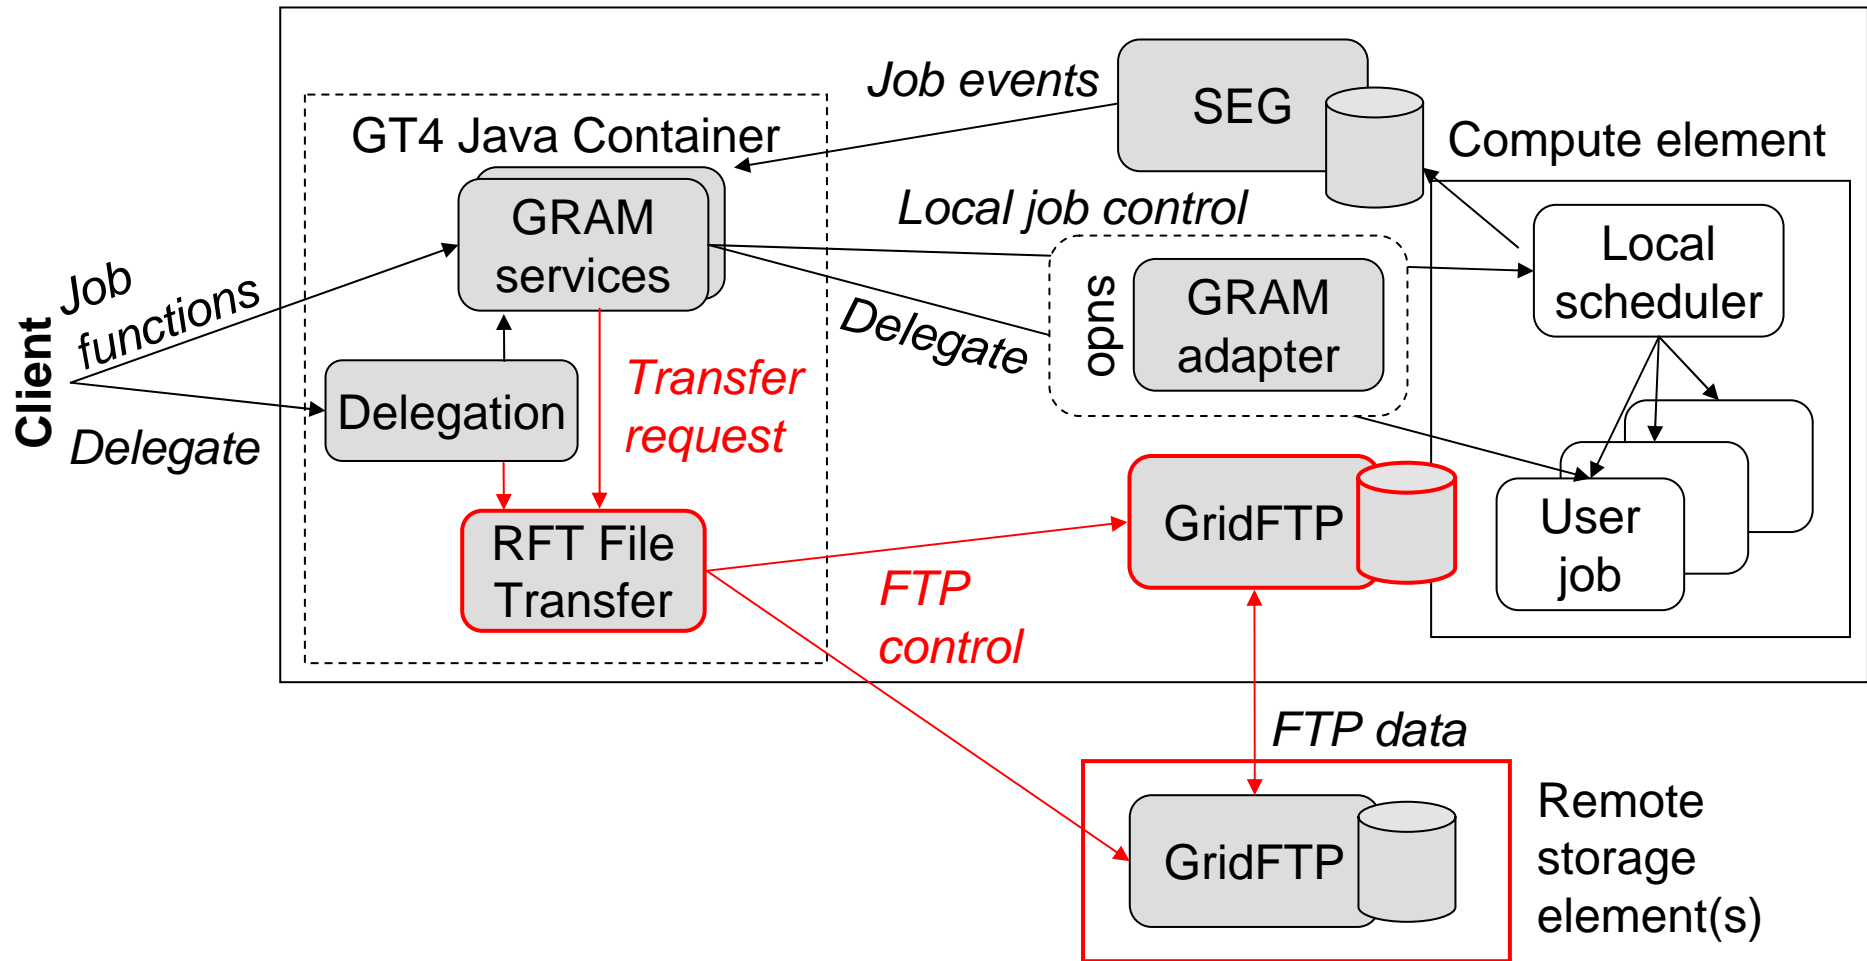 Job events
SEG
GT4 Java Container
Compute element
GRAM
services
Local job control
Local
scheduler
Job
functions
sudo
GRAM
adapter
Delegate
Client
Delegation
Transfer
request
Delegate
GridFTP
User
job
RFT File
Transfer
FTP
control
FTP data
GridFTP
Remote
storage
element(s)